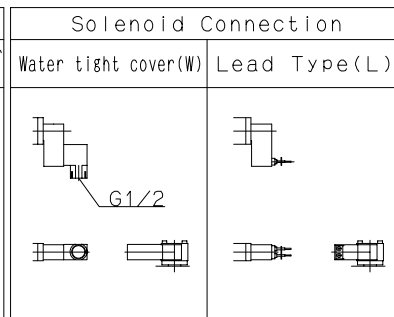 Solenoid Connection
Water tight cover(W)
Lead Type(L)
G1/2